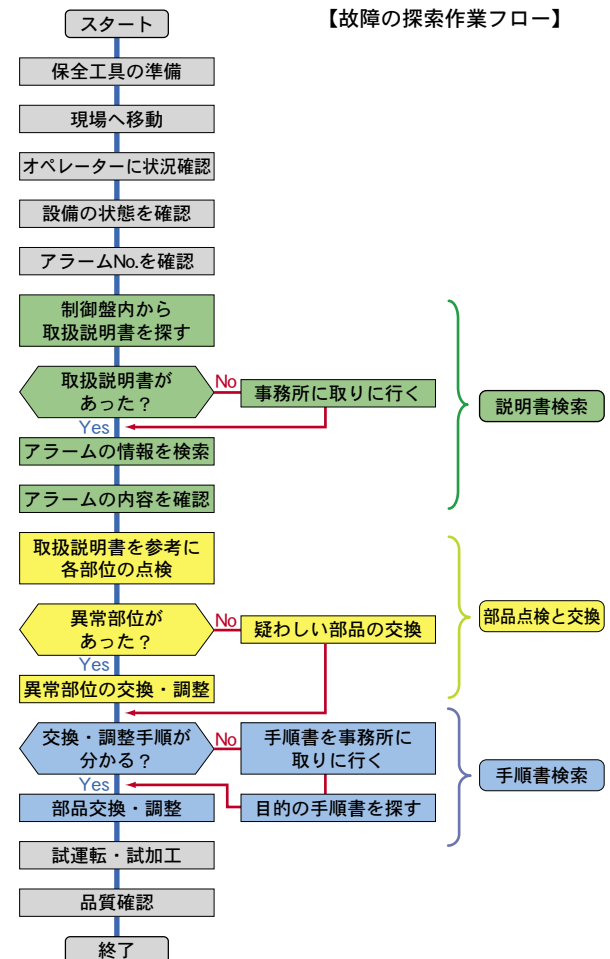 【故障の探索作業フロー】
スタート
保全工具の準備
現場へ移動
オペレーターに状況確認
設備の状態を確認
アラームNo.を確認
制御盤内から
取扱説明書を探す
取扱説明書が
あった？
No
事務所に取りに行く
Yes
アラームの情報を検索
アラームの内容を確認
説明書検索
取扱説明書を参考に
各部位の点検
異常部位が
あった？
No
疑わしい部品の交換
Yes
異常部位の交換・調整
部品点検と交換
交換・調整手順が
分かる？
No
手順書を事務所に
取りに行く
Yes
部品交換・調整
目的の手順書を探す
手順書検索
試運転・試加工
品質確認
終了